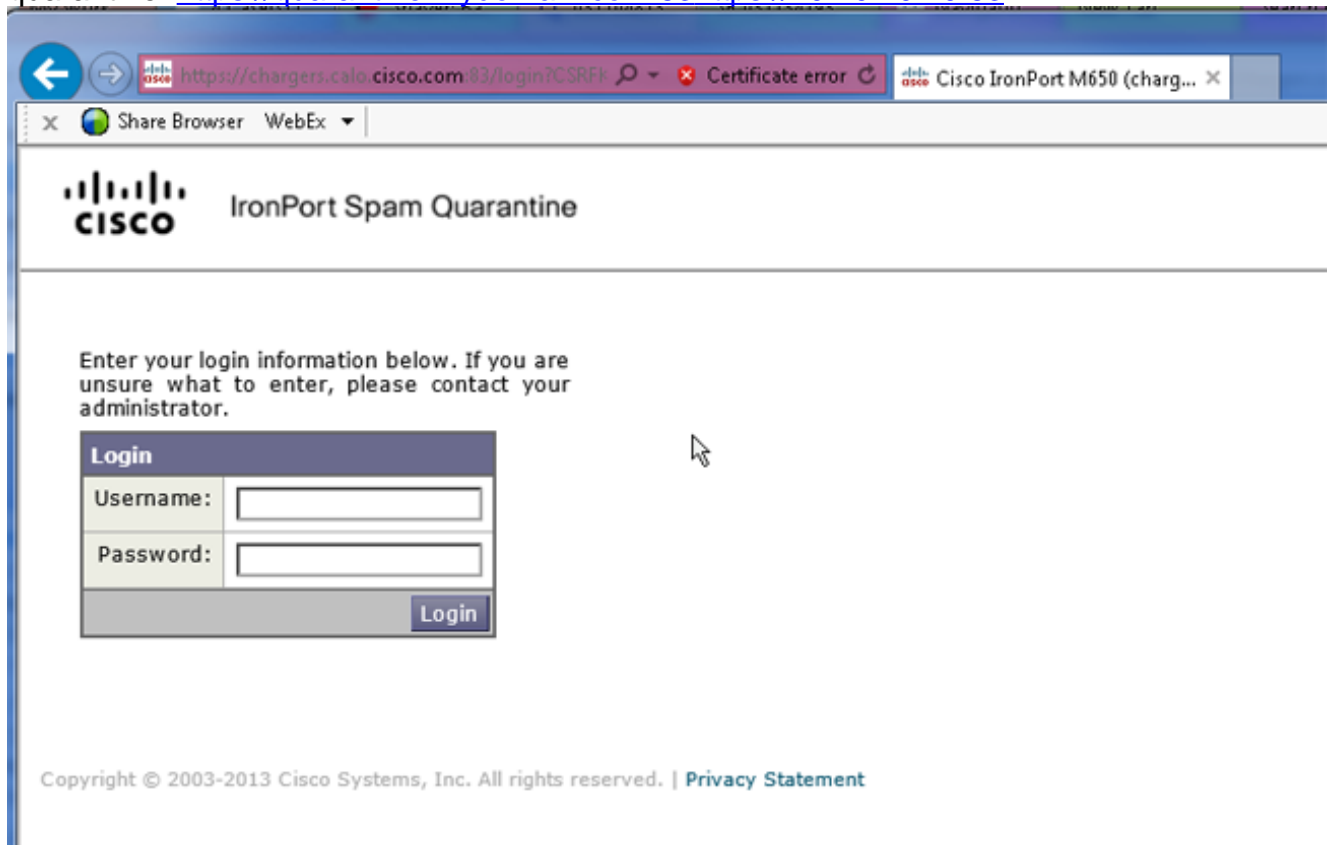 https://chargers.calo.cisco.com:83/login?CSRFK Certificate error Cisco IronPort M650 (charg...
x Share Browser WebEx
CISCO IronPort Spam Quarantine
Enter your login information below. If you are
unsure what to enter, please contact your
administrator.
Login
Username:
Password:
Login
Copyright © 2003-2013 Cisco Systems, Inc. All rights reserved. | Privacy Statement